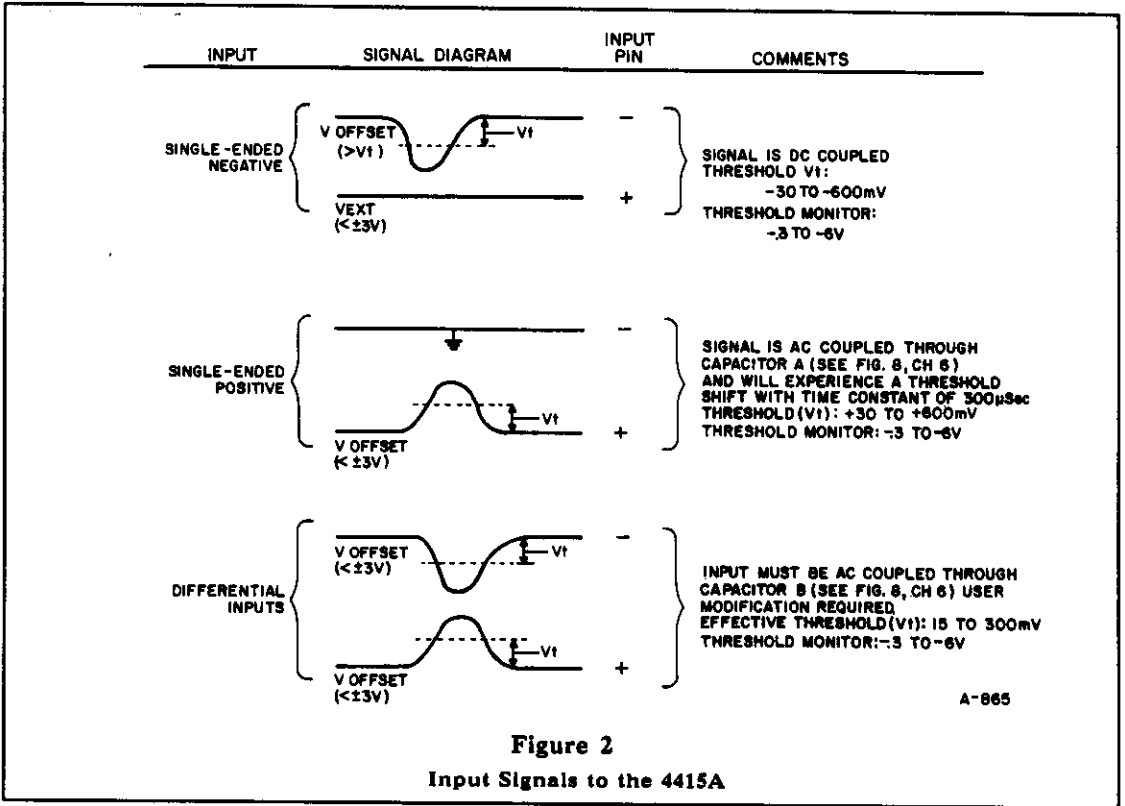 INPUT SIGNAL DIAGRAM INPUT PIN COMMENTS
SINGLE-ENDED
NEGATIVE
V OFFSET
(>Vt)
Vt
−
VEXT
(<±3V)
+
SIGNAL IS DC COUPLED
THRESHOLD Vt:
-30 TO -600mV
THRESHOLD MONITOR:
-.3 TO -6V
SINGLE-ENDED
POSITIVE
−
Vt
V OFFSET
(<±3V)
+
SIGNAL IS AC COUPLED THROUGH
CAPACITOR A (SEE FIG. 8, CH 6)
AND WILL EXPERIENCE A THRESHOLD
SHIFT WITH TIME CONSTANT OF 300µSec
THRESHOLD (Vt): +30 TO +600mV
THRESHOLD MONITOR: -.3 TO -6V
DIFFERENTIAL
INPUTS
V OFFSET
(<±3V)
Vt
−
Vt
V OFFSET
(<±3V)
+
INPUT MUST BE AC COUPLED THROUGH
CAPACITOR B (SEE FIG. 8, CH 6) USER
MODIFICATION REQUIRED.
EFFECTIVE THRESHOLD (Vt): 15 TO 300mV
THRESHOLD MONITOR: -.3 TO -6V
A-865
Figure 2
Input Signals to the 4415A